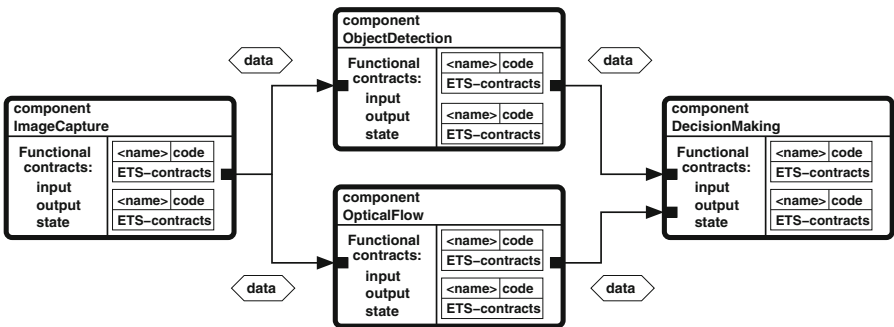 component
ImageCapture
Functional
contracts:
input
output
state
<name> code
ETS–contracts
<name> code
ETS–contracts
data
data
component
ObjectDetection
Functional
contracts:
input
output
state
<name> code
ETS–contracts
<name> code
ETS–contracts
component
OpticalFlow
Functional
contracts:
input
output
state
<name> code
ETS–contracts
<name> code
ETS–contracts
data
data
component
DecisionMaking
Functional
contracts:
input
output
state
<name> code
ETS–contracts
<name> code
ETS–contracts